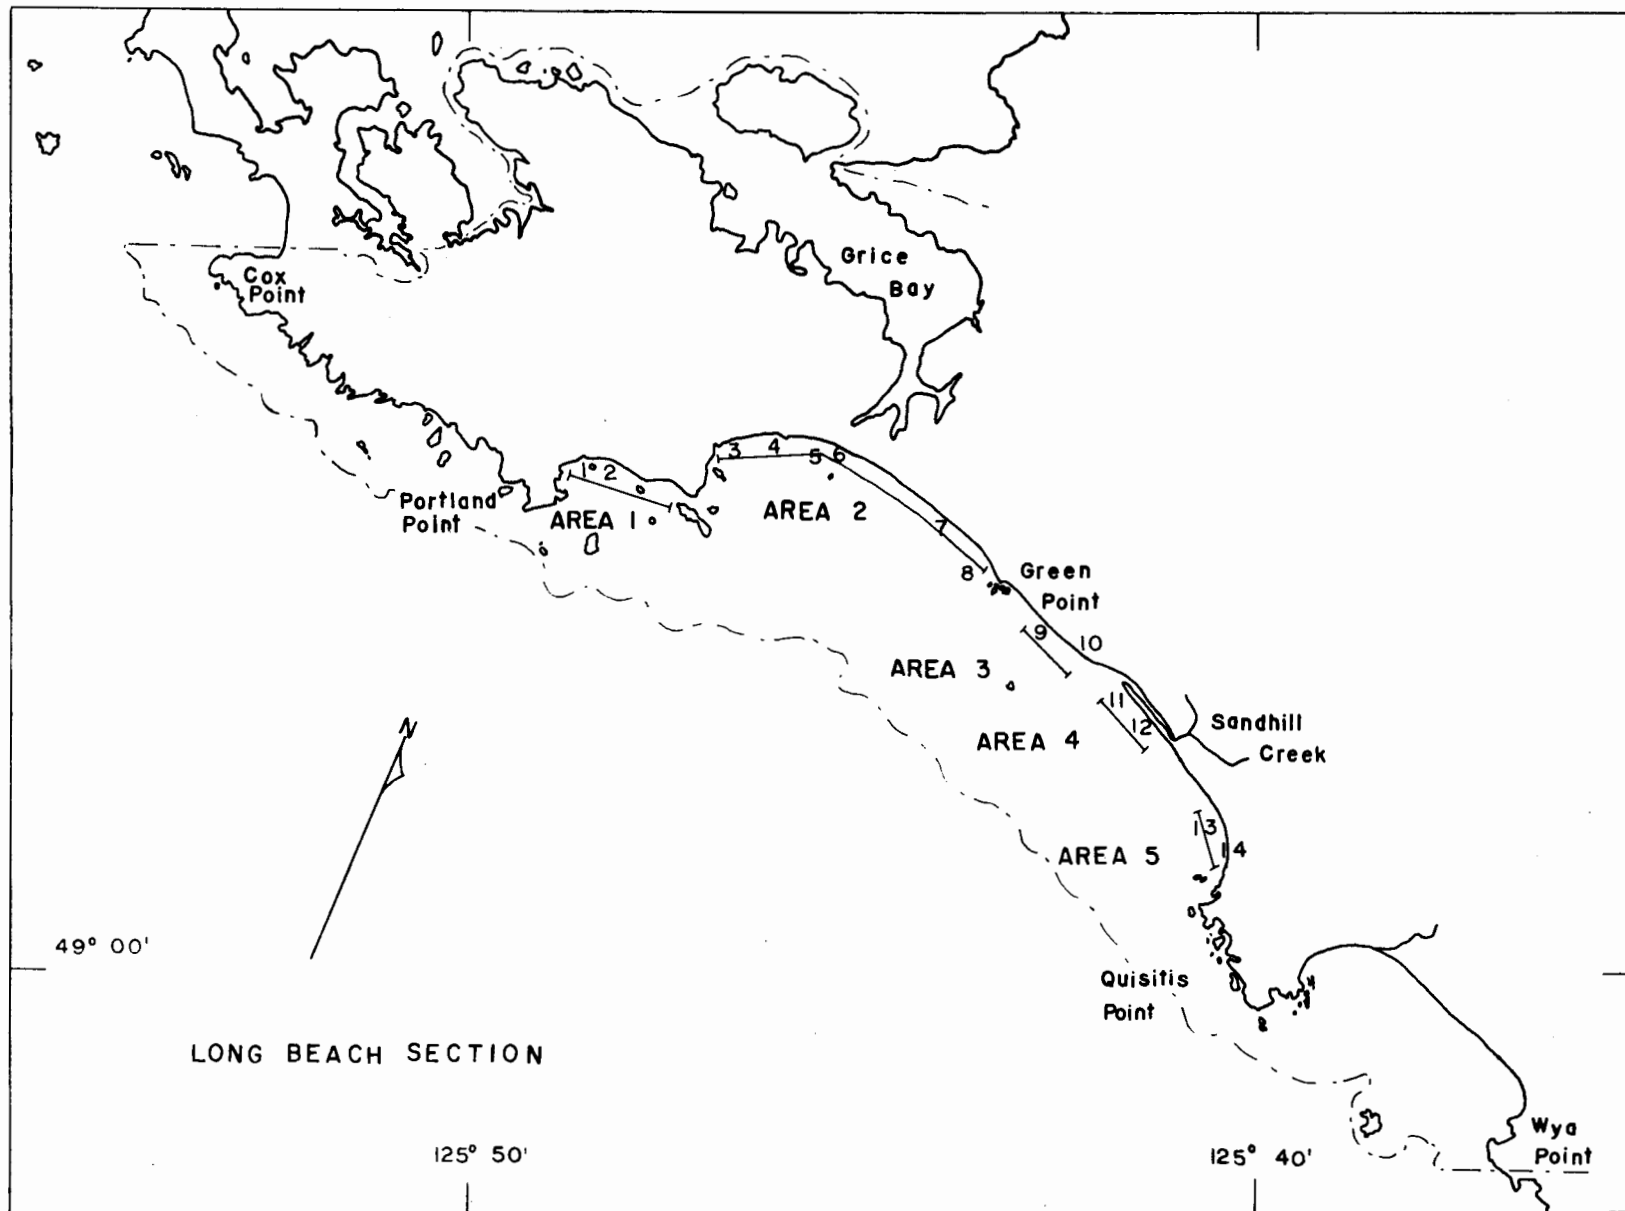 Grice
Bay
Cox
Point
3 4 5 6
1 2
Portland
Point
AREA 1
AREA 2
7
8
Green
Point
9
10
AREA 3
11
12
Sandhill
Creek
AREA 4
N
13
14
AREA 5
49° 00'
Quisitis
Point
LONG BEACH SECTION
125° 50'
125° 40'
Wya
Point